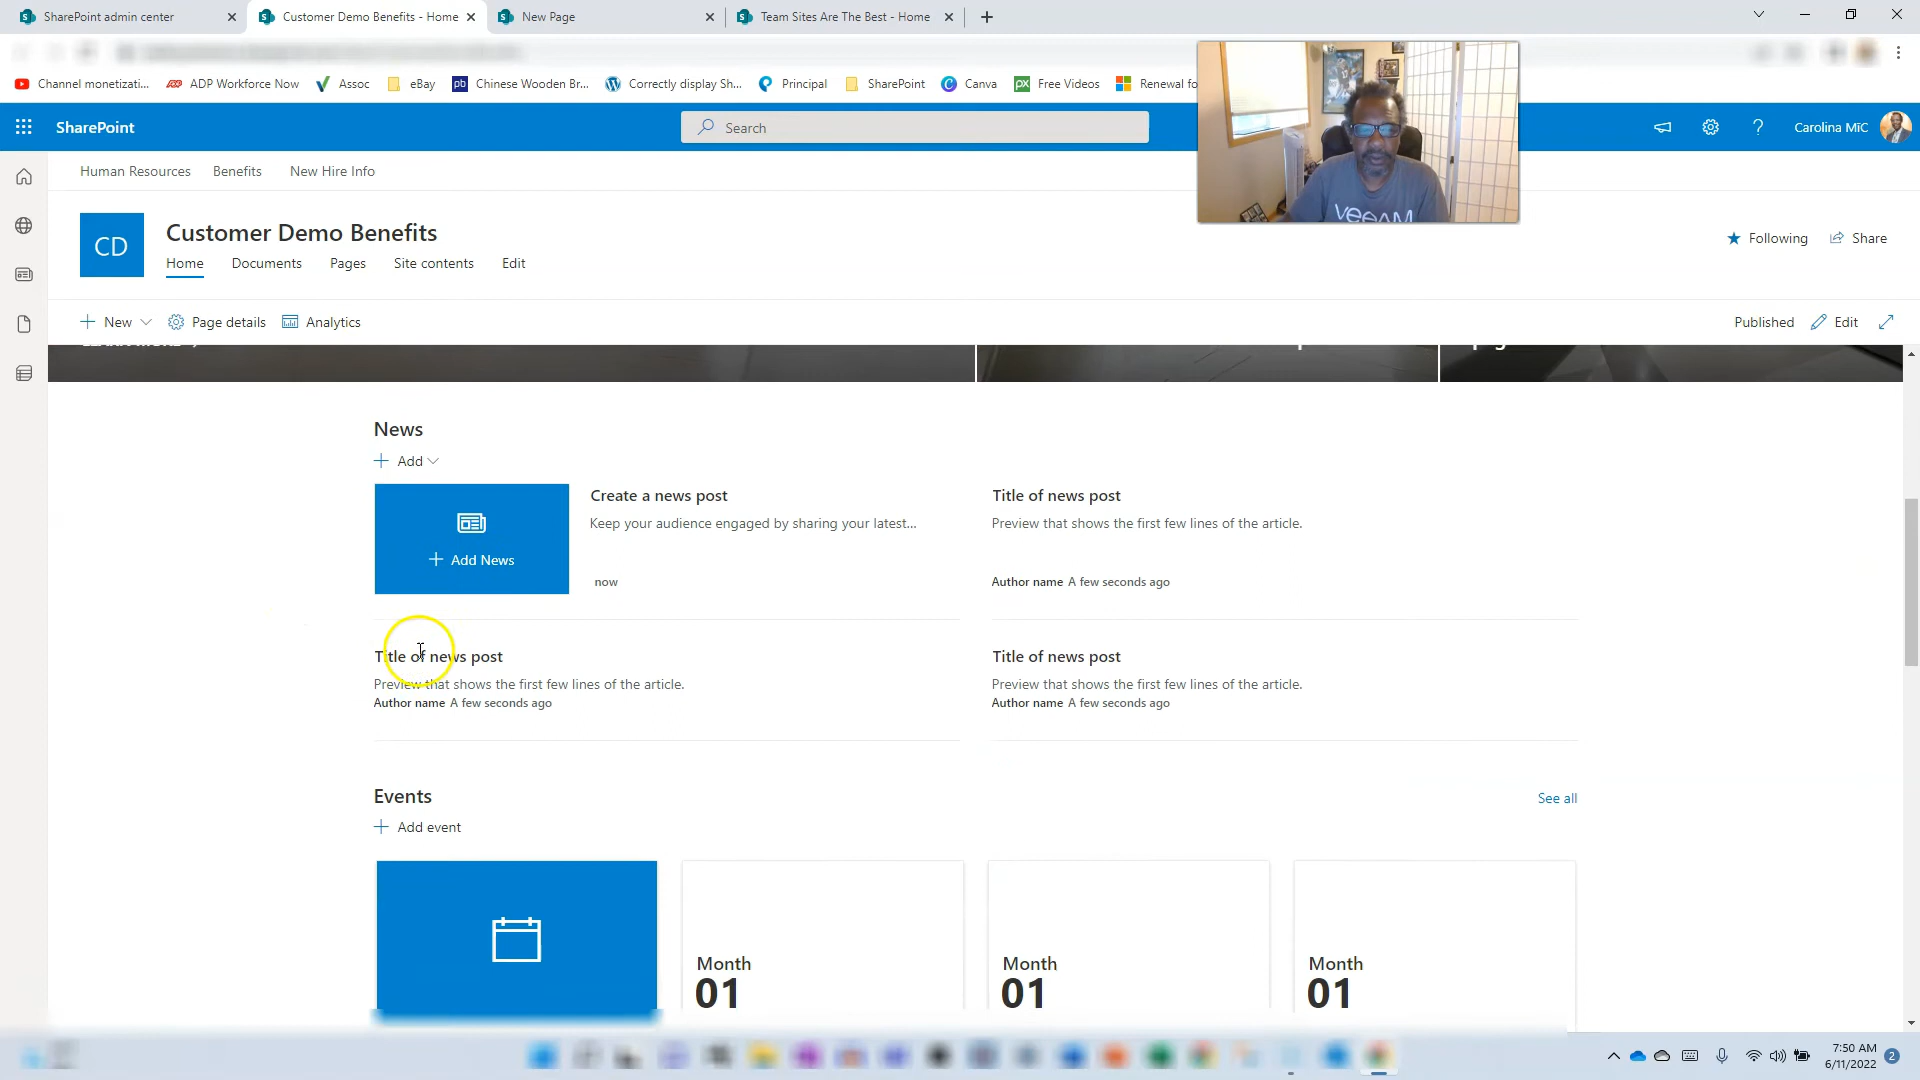 SharePoint admin center
Customer Demo Benefits - Home
New Page
Team Sites Are The Best - Home
Channel monetizati...
ADP Workforce Now
Assoc
eBay
Chinese Wooden Br...
Correctly display Sh...
Principal
SharePoint
Canva
Free Videos
Renewal fo
SharePoint
Search
Carolina MiC
Human Resources
Benefits
New Hire Info
CD
Customer Demo Benefits
Home
Documents
Pages
Site contents
Edit
Following
Share
New
Page details
Analytics
Published
Edit
News
Add
Add News
Create a news post
Keep your audience engaged by sharing your latest...
now
Title of news post
Preview that shows the first few lines of the article.
Author name A few seconds ago
Title of news post
Preview that shows the first few lines of the article.
Author name A few seconds ago
Title of news post
Preview that shows the first few lines of the article.
Author name A few seconds ago
Events
See all
Add event
Month
01
Month
01
Month
01
veeAM
7:50 AM
6/11/2022
2